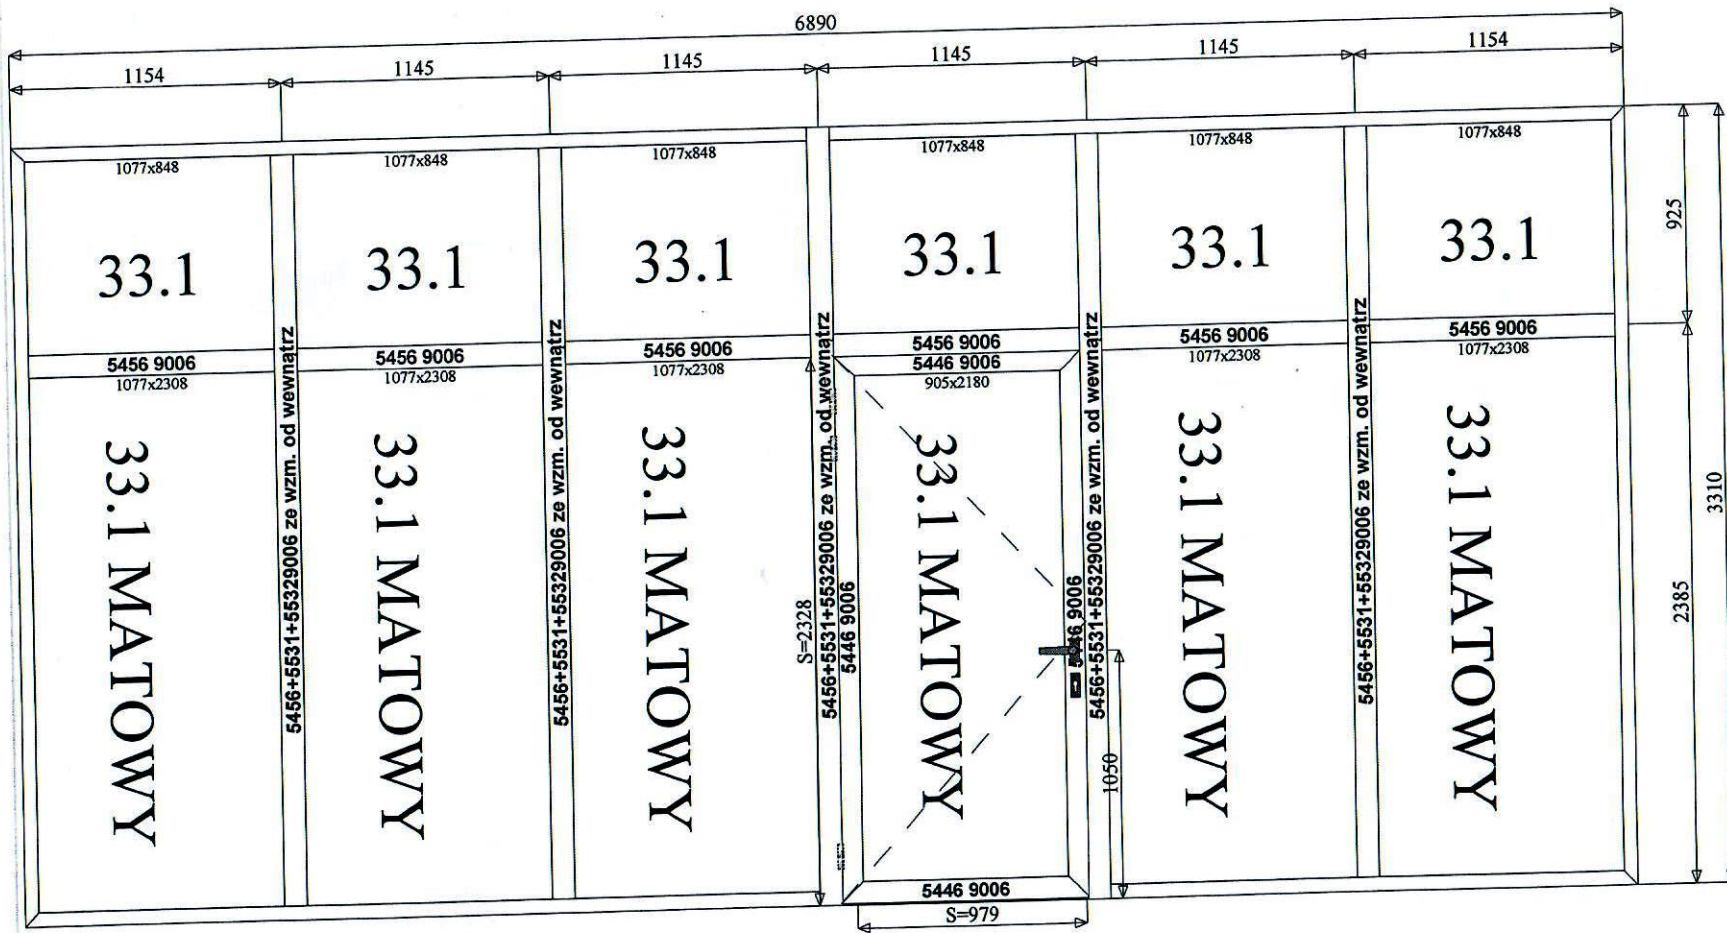 6890
1154
1145
1145
1145
1145
1154
1077x848
1077x848
1077x848
1077x848
1077x848
1077x848
925
33.1
33.1
33.1
33.1
33.1
33.1
5456 9006
5456 9006
5456 9006
5456 9006
5456 9006
5456 9006
5446 9006
1077x2308
1077x2308
1077x2308
905x2180
1077x2308
1077x2308
33.1 MATOWY
33.1 MATOWY
33.1 MATOWY
33.1 MATOWY
33.1 MATOWY
33.1 MATOWY
5456+5531+55329006 ze wzm. od wewnatrz
5456+5531+55329006 ze wzm. od wewnatrz
5456+5531+55329006 ze wzm. od wewnatrz
5456+5531+55329006 ze wzm. od wewnatrz
5456+5531+55329006 ze wzm. od wewnatrz
S=2328
5446 9006
5446 9006
1050
2385
3310
5446 9006
S=979